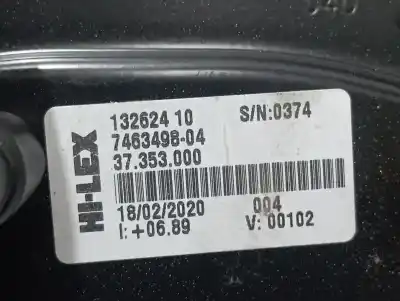 HI-LEX
132624 10 S/N:0374
7463498-04
37.353.000
18/02/2020 004
I:+06.89 V: 00102